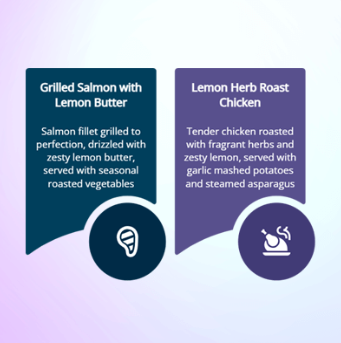 Grilled Salmon with
Lemon Butter
Salmon fillet grilled to
perfection, drizzled with
zesty lemon butter,
served with seasonal
roasted vegetables
Lemon Herb Roast
Chicken
Tender chicken roasted
with fragrant herbs and
zesty lemon, served with
garlic mashed potatoes
and steamed asparagus